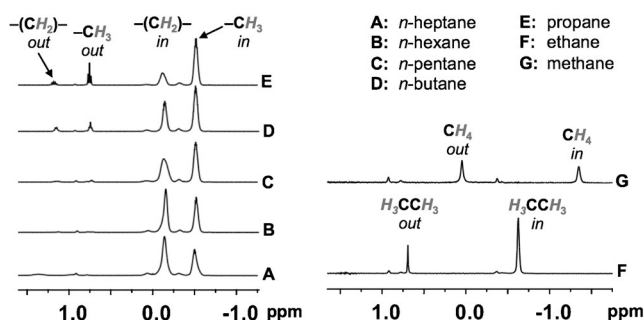 –(CH₂)–
out
–CH₃
out
–(CH₂)–
in
–CH₃
in
E
D
C
B
A
1.0 0.0 -1.0 ppm
A: n-heptane
B: n-hexane
C: n-pentane
D: n-butane
E: propane
F: ethane
G: methane
CH₄
out
CH₄
in
G
H₃CCH₃
out
H₃CCH₃
in
F
1.0 0.0 -1.0 ppm